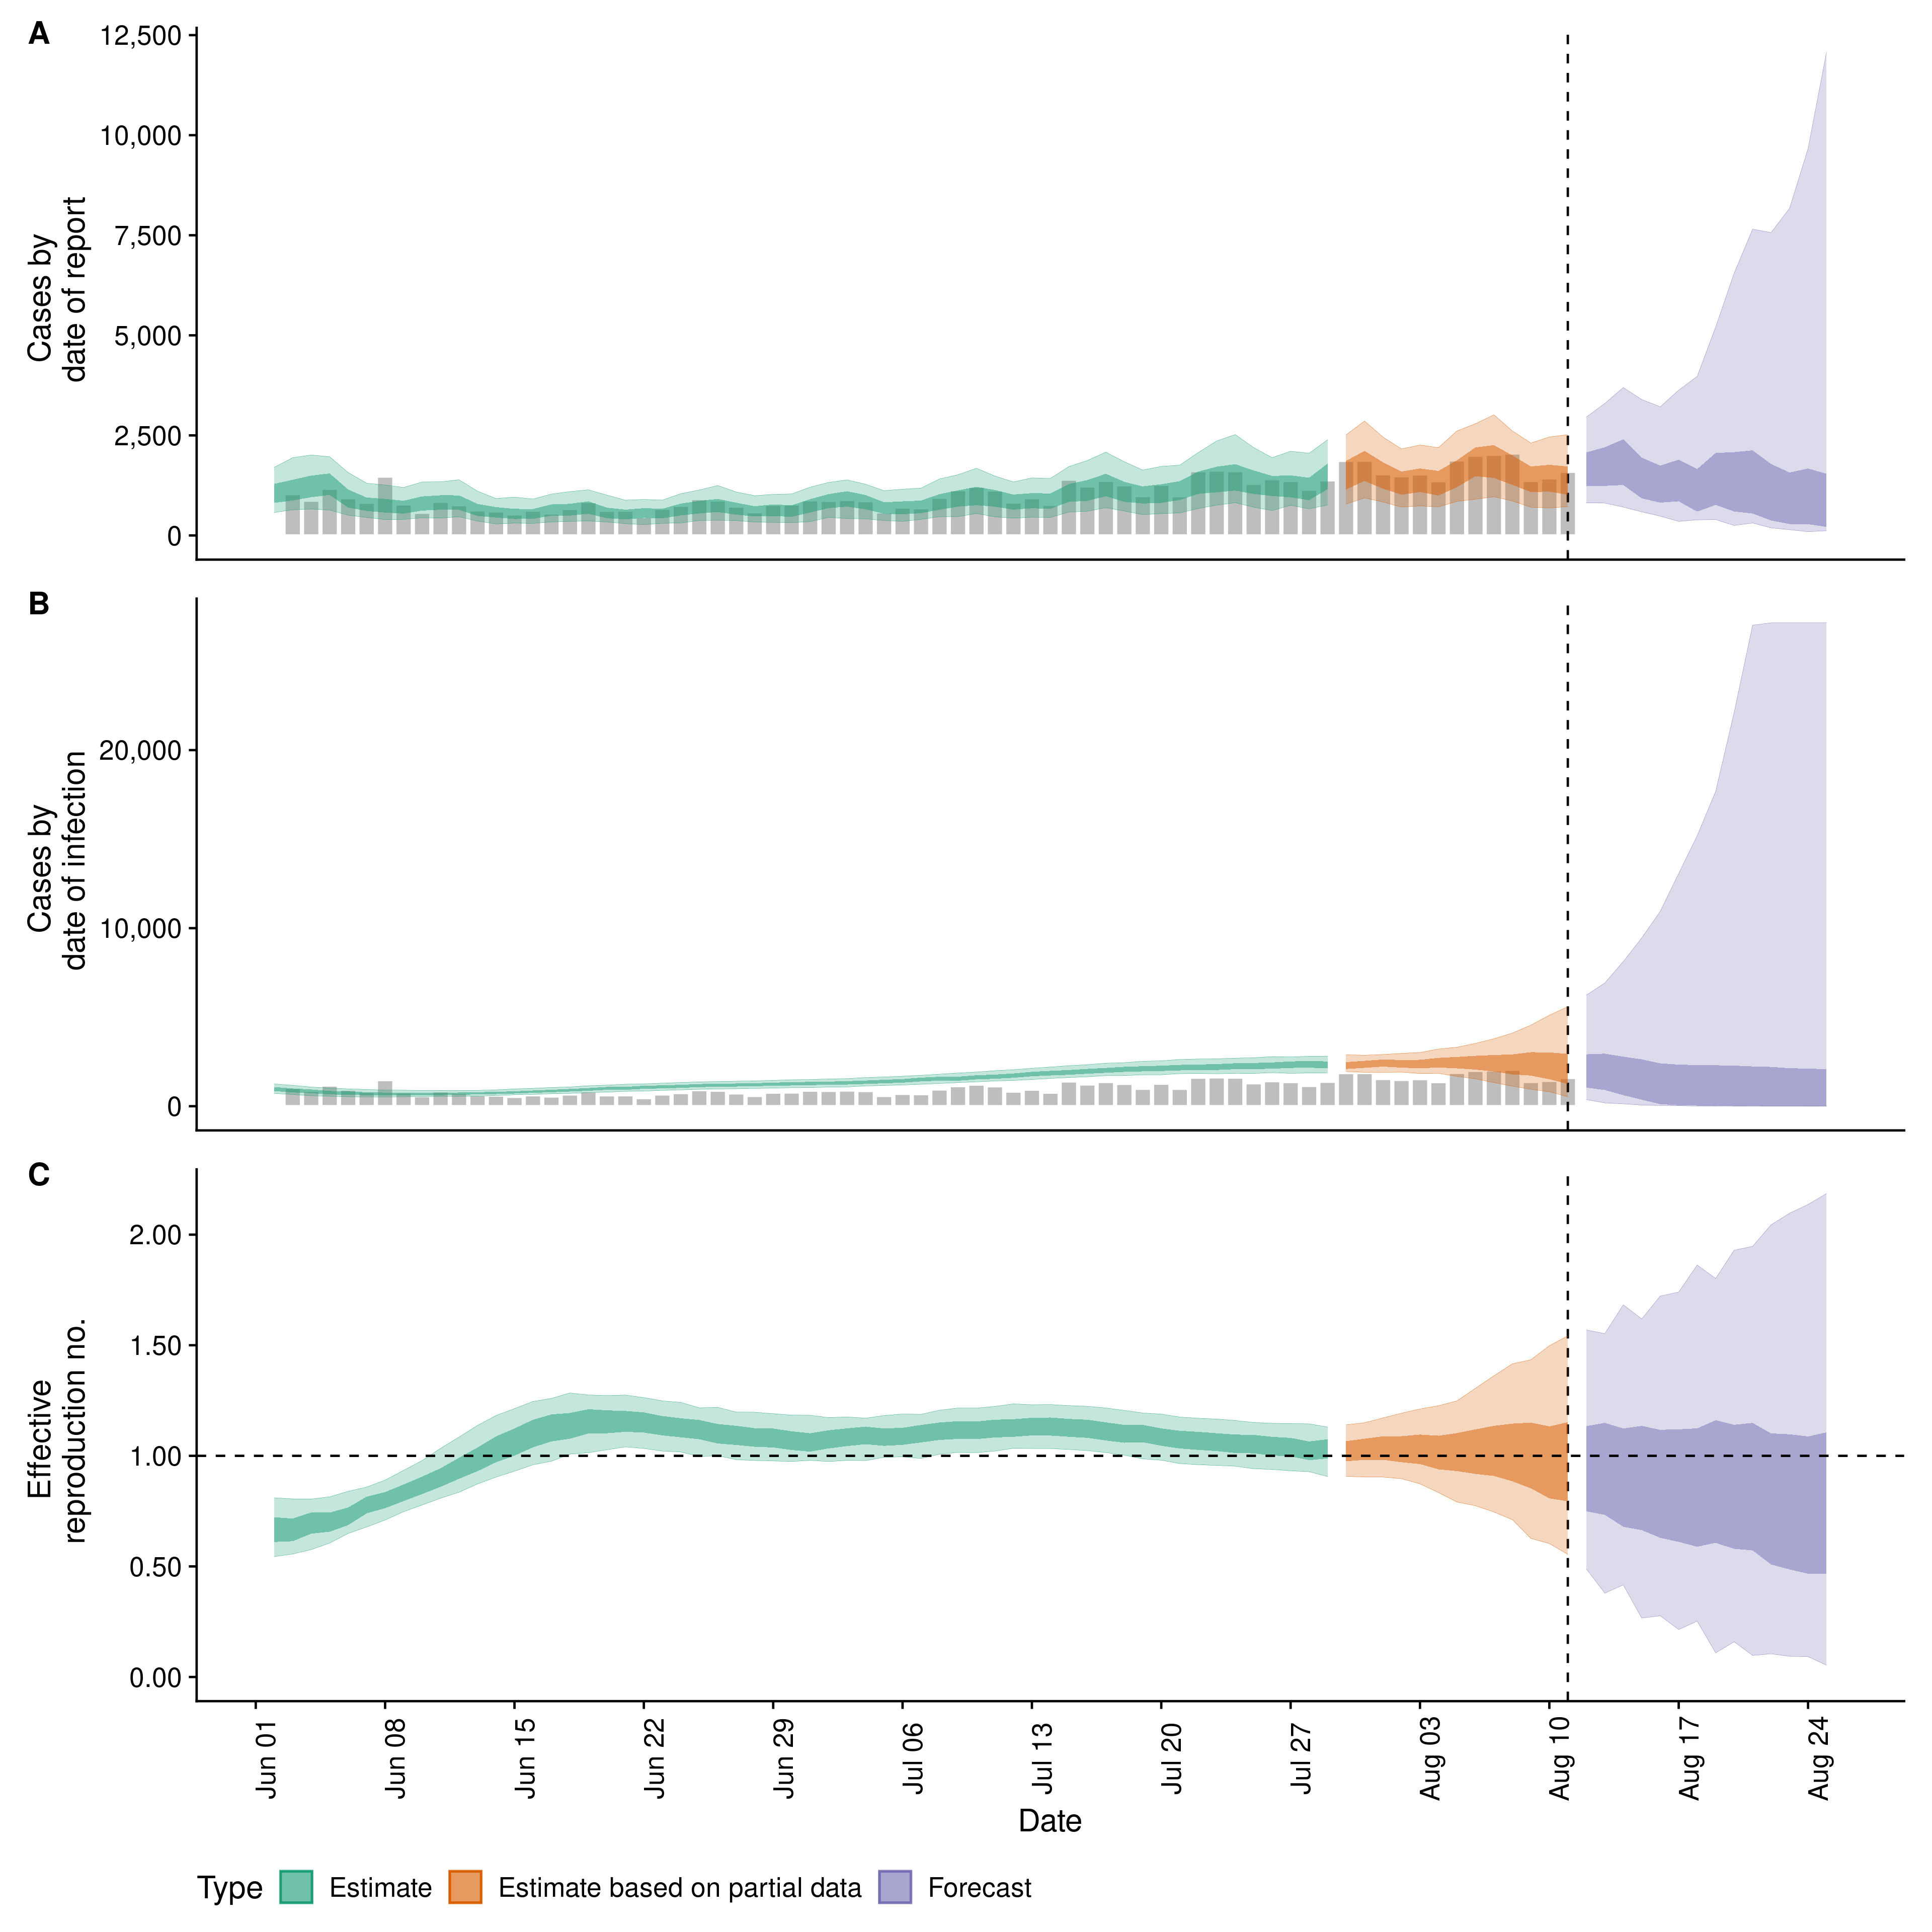 A
12,500
10,000
7,500
5,000
2,500
0
Cases by
date of report
B
20,000
10,000
0
Cases by
date of infection
C
2.00
1.50
1.00
0.50
0.00
Effective
reproduction no.
Jun 01
Jun 08
Jun 15
Jun 22
Jun 29
Jul 06
Jul 13
Jul 20
Jul 27
Aug 03
Aug 10
Aug 17
Aug 24
Date
Type Estimate Estimate based on partial data Forecast